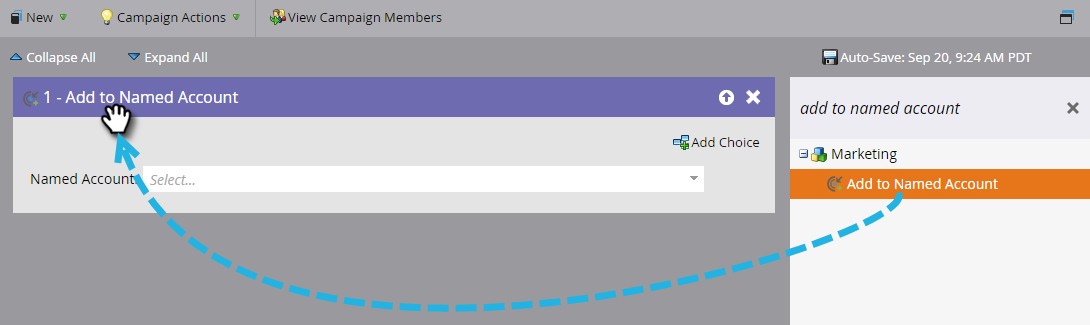 New
Campaign Actions
View Campaign Members
Collapse All
Expand All
Auto-Save: Sep 20, 9:24 AM PDT
1 - Add to Named Account
Add Choice
Named Account
Select...
add to named account
Marketing
Add to Named Account